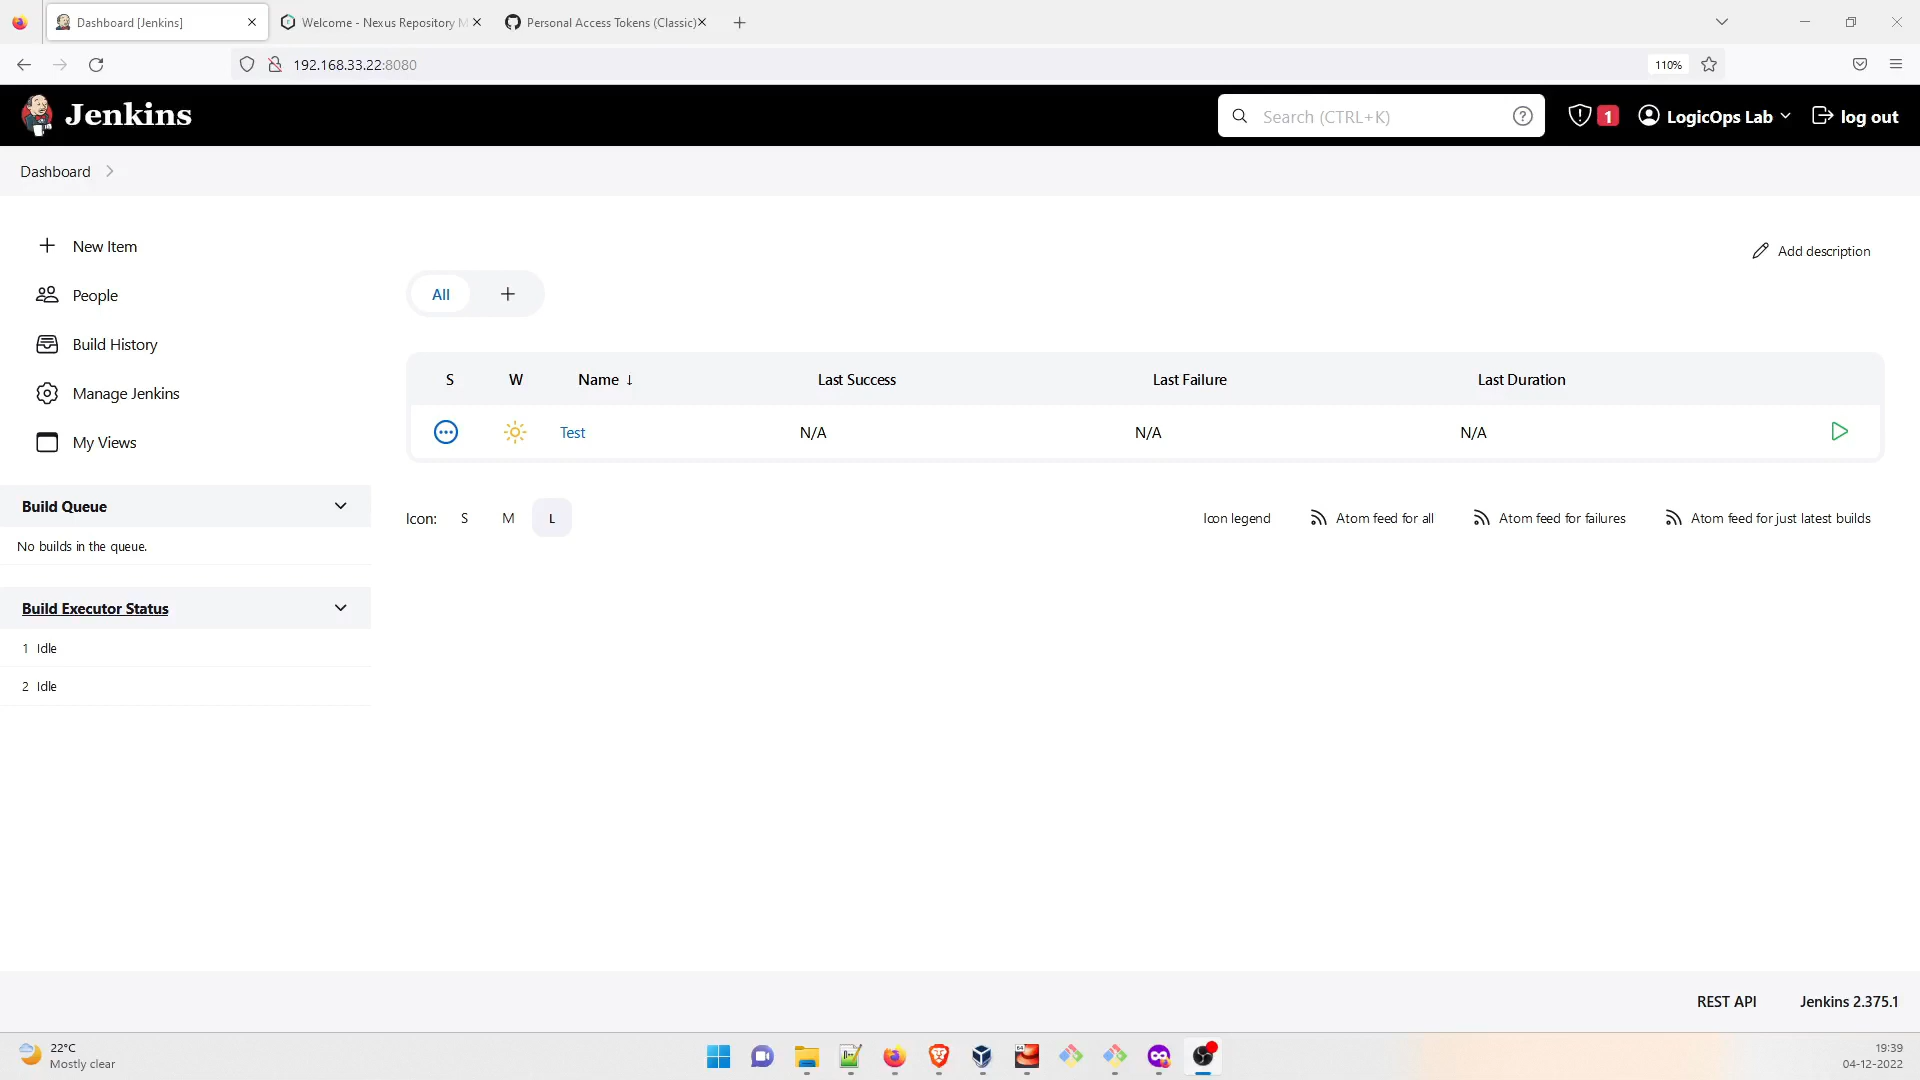 Dashboard [Jenkins]
Welcome - Nexus Repository M
Personal Access Tokens (Classic)
192.168.33.22:8080
110%
Jenkins
Search (CTRL+K)
1
LogicOps Lab
log out
Dashboard
New Item
People
Build History
Manage Jenkins
My Views
Build Queue
No builds in the queue.
Build Executor Status
1 Idle
2 Idle
Add description
All
S W Name ↓ Last Success Last Failure Last Duration
Test N/A N/A N/A
Icon: S M L
Icon legend
Atom feed for all
Atom feed for failures
Atom feed for just latest builds
REST API
Jenkins 2.375.1
22°C
Mostly clear
19:39
04-12-2022